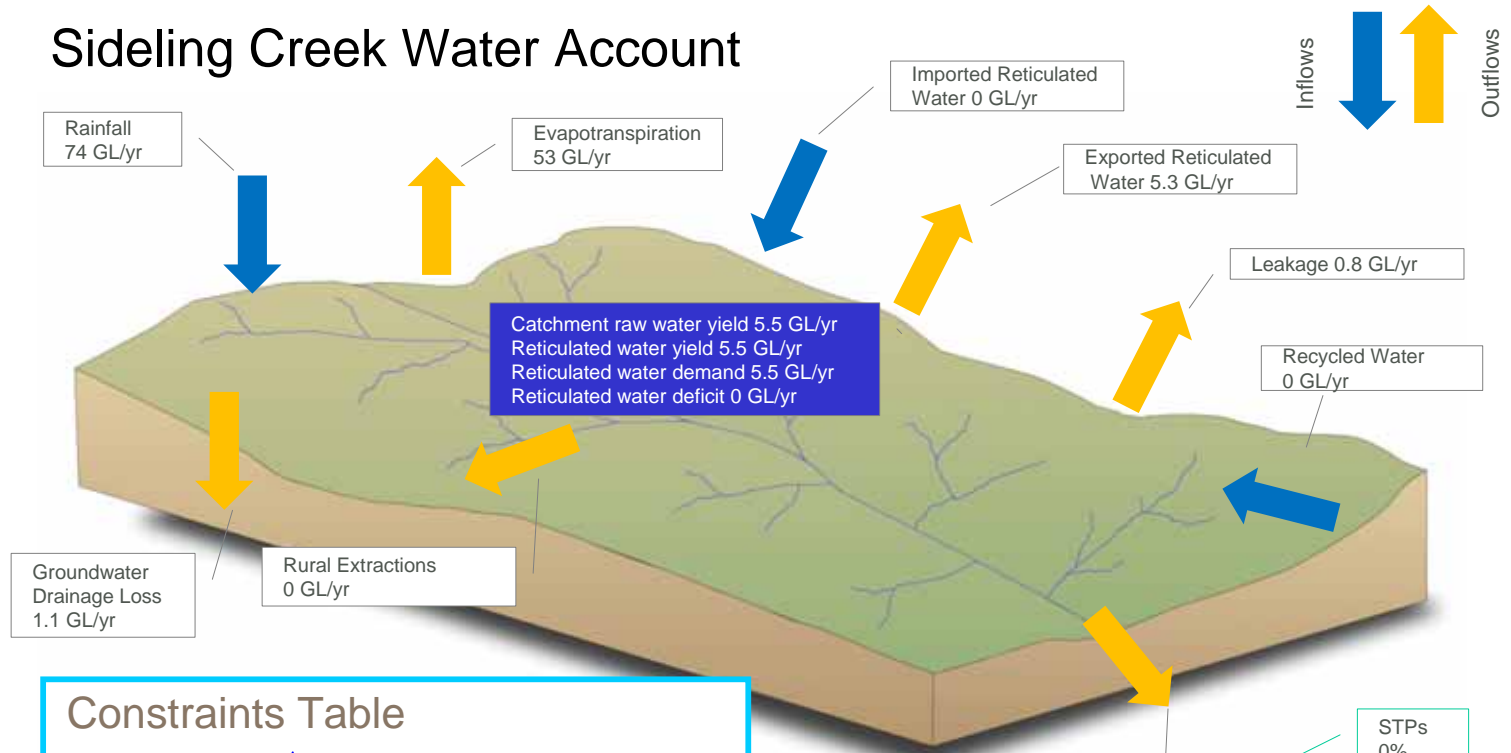 Sideling Creek Water Account
Inflows
Outflows
Imported Reticulated
Water 0 GL/yr
Rainfall
74 GL/yr
Evapotranspiration
53 GL/yr
Exported Reticulated
Water 5.3 GL/yr
Leakage 0.8 GL/yr
Catchment raw water yield 5.5 GL/yr
Reticulated water yield 5.5 GL/yr
Reticulated water demand 5.5 GL/yr
Reticulated water deficit 0 GL/yr
Recycled Water
0 GL/yr
Groundwater
Drainage Loss
1.1 GL/yr
Rural Extractions
0 GL/yr
Constraints Table
STPs
0%